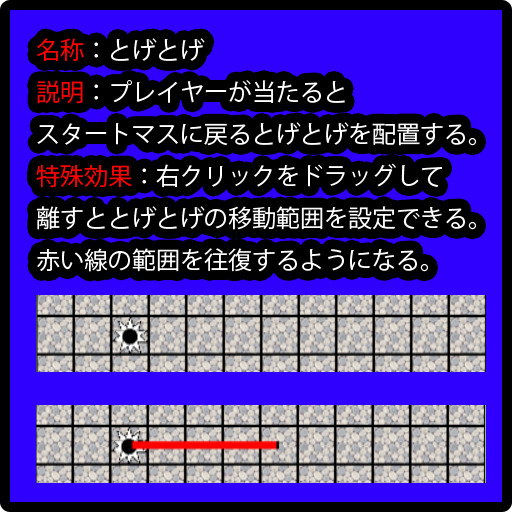 名称：とげとげ
説明：プレイヤーが当たると
スタートマスに戻るとげとげを配置する。
特殊効果：右クリックをドラッグして
離すととげとげの移動範囲を設定できる。
赤い線の範囲を往復するようになる。